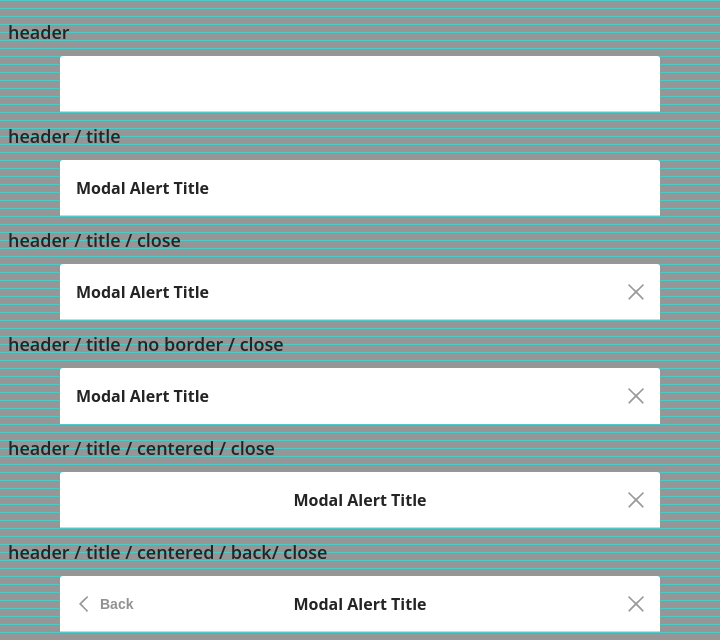 header
header / title
Modal Alert Title
header / title / close
Modal Alert Title
header / title / no border / close
Modal Alert Title
header / title / centered / close
Modal Alert Title
header / title / centered / back/ close
Back
Modal Alert Title